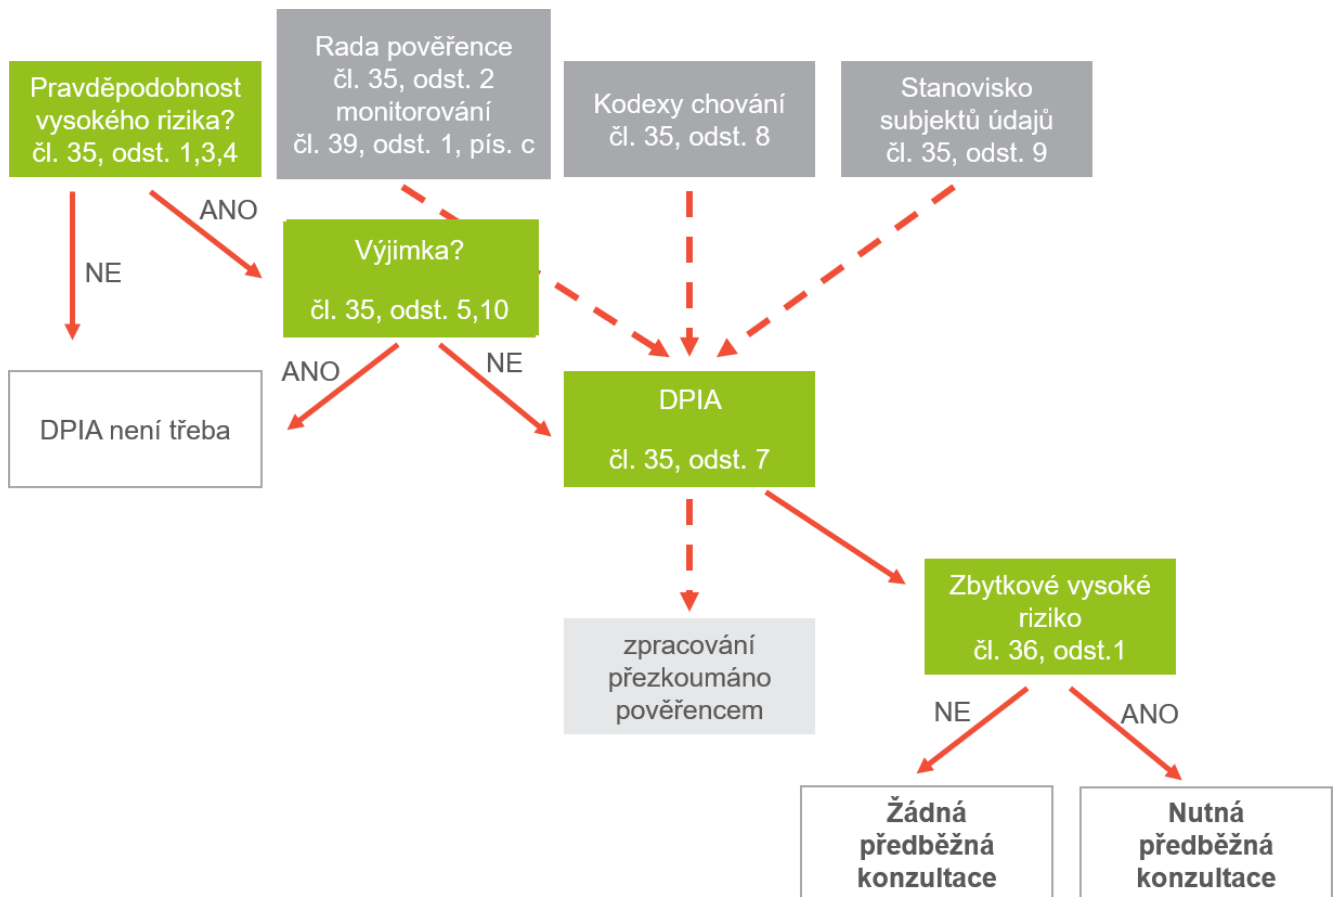 Pravděpodobnost
vysokého rizika?
čl. 35, odst. 1,3,4
Rada pověřence
čl. 35, odst. 2
monitorování
čl. 39, odst. 1, pís. c
Kodexy chování
čl. 35, odst. 8
Stanovisko
subjektů údajů
čl. 35, odst. 9
ANO
NE
Výjimka?
čl. 35, odst. 5,10
ANO
NE
DPIA není třeba
DPIA
čl. 35, odst. 7
Zbytkové vysoké
riziko
čl. 36, odst.1
zpracování
přezkoumáno
pověřencem
NE
ANO
Žádná
předběžná
konzultace
Nutná
předběžná
konzultace